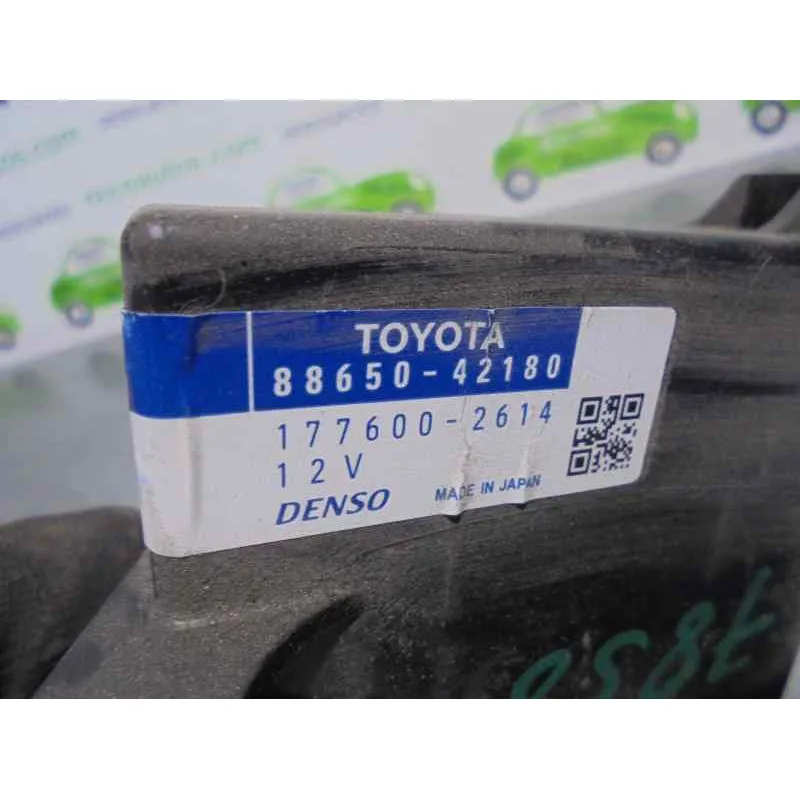 TOYOTA
88650-42180
177600-2614
12V
DENSO
MADE IN JAPAN